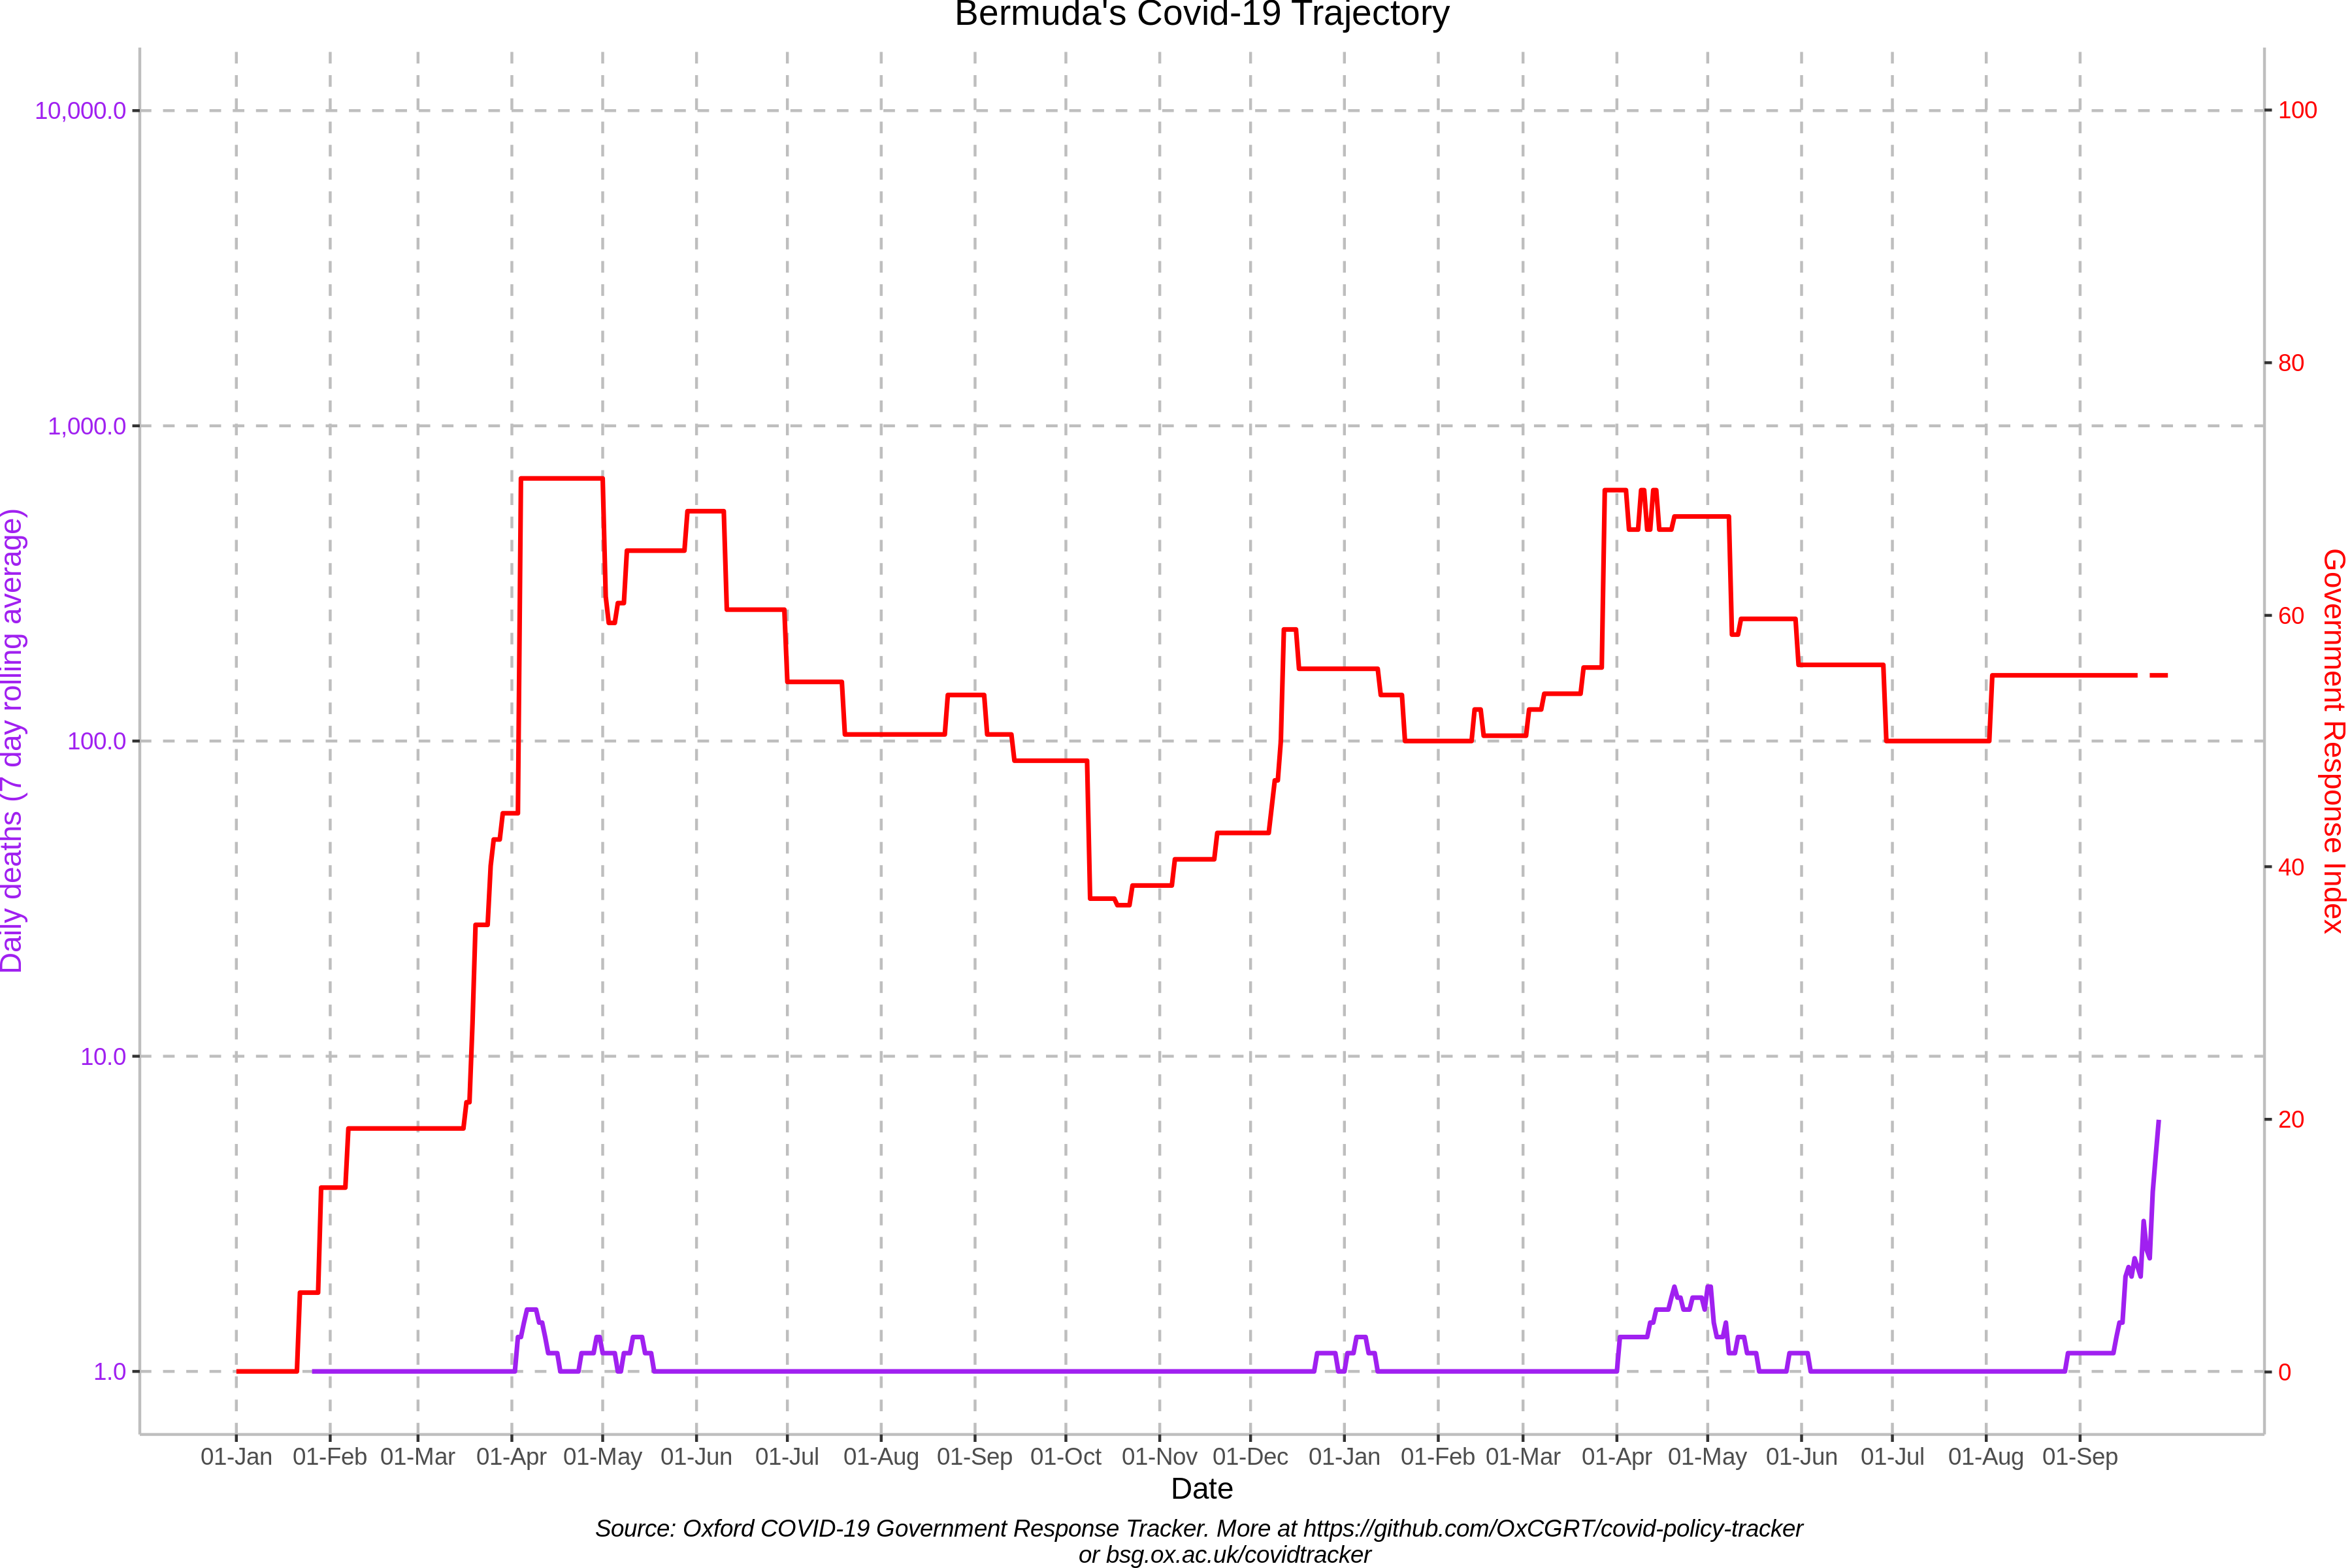 Bermuda's Covid-19 Trajectory
10,000.0
1,000.0
100.0
10.0
1.0
Daily deaths (7 day rolling average)
100
80
60
40
20
0
Government Response Index
01-Jan 01-Feb 01-Mar 01-Apr 01-May 01-Jun 01-Jul 01-Aug 01-Sep 01-Oct 01-Nov 01-Dec 01-Jan 01-Feb 01-Mar 01-Apr 01-May 01-Jun 01-Jul 01-Aug 01-Sep
Date
Source: Oxford COVID-19 Government Response Tracker. More at https://github.com/OxCGRT/covid-policy-tracker
or bsg.ox.ac.uk/covidtracker